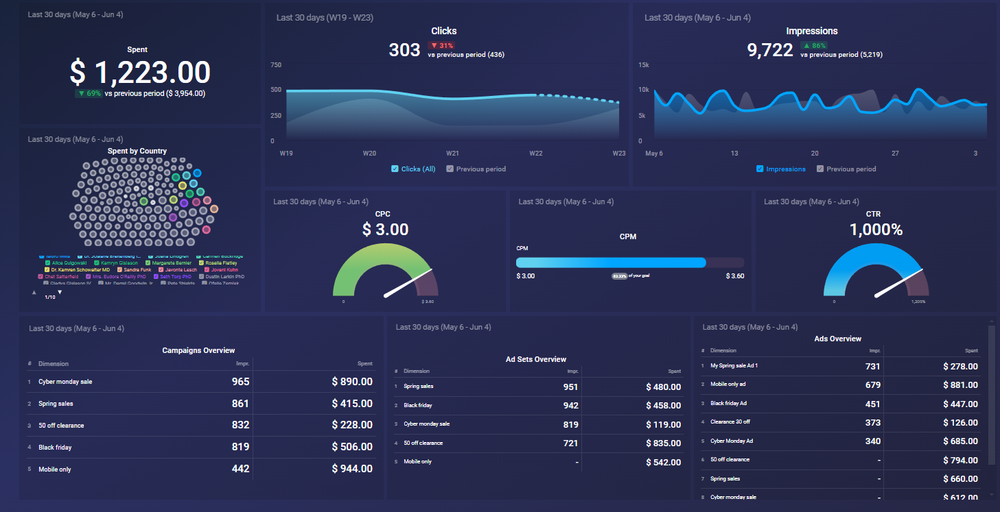 Last 30 days (May 6 - Jun 4)
Spent
$ 1,223.00
▼ 69% vs previous period ($ 3,954.00)
Last 30 days (W19 - W23)
Clicks
303 ▼ 31%
vs previous period (436)
750
500
250
0
W19 W20 W21 W22 W23
Clicks (All) Previous period
Last 30 days (May 6 - Jun 4)
Impressions
9,722 ▲ 86%
vs previous period (5,219)
15k
10k
5k
0
May 6 13 20 27 3
Impressions Previous period
Last 30 days (May 6 - Jun 4)
Spent by Country
Alice Gulgowski Kamryn Gislason Margarete Bernier Rosella Flatley
Dr. Kamren Schowalter MD Sandra Funk Javonte Lesch Jovani Kuhn
Chet Satterfield Mrs. Eudora O'Reilly PhD Seth Torp PhD Dustin Larkin PhD
Gladys Gleason IV Mr. Darrel Goodwin Jr. Pete Shields
▲ 1/10 ▼
Last 30 days (May 6 - Jun 4)
CPC
$ 3.00
0 $ 3.60
Last 30 days (May 6 - Jun 4)
CPM
CPM
$ 3.00 83.33% of your goal $ 3.60
Last 30 days (May 6 - Jun 4)
CTR
1,000%
0 1,200%
Last 30 days (May 6 - Jun 4)
Campaigns Overview
# Dimension Impr. Spent
1 Cyber monday sale 965 $ 890.00
2 Spring sales 861 $ 415.00
3 50 off clearance 832 $ 228.00
4 Black friday 819 $ 506.00
5 Mobile only 442 $ 944.00
Last 30 days (May 6 - Jun 4)
Ad Sets Overview
# Dimension Impr. Spent
1 Spring sales 951 $ 480.00
2 Black friday 942 $ 458.00
3 Cyber monday sale 819 $ 119.00
4 50 off clearance 721 $ 835.00
5 Mobile only - $ 542.00
Last 30 days (May 6 - Jun 4)
Ads Overview
# Dimension Impr. Spent
1 My Spring sale Ad 1 731 $ 278.00
2 Mobile only ad 679 $ 881.00
3 Black friday Ad 451 $ 447.00
4 Clearance 30 off 373 $ 126.00
5 Cyber Monday Ad 340 $ 685.00
6 50 off clearance - $ 794.00
7 Spring sales - $ 660.00
8 Cyber monday sale - $ 612.00